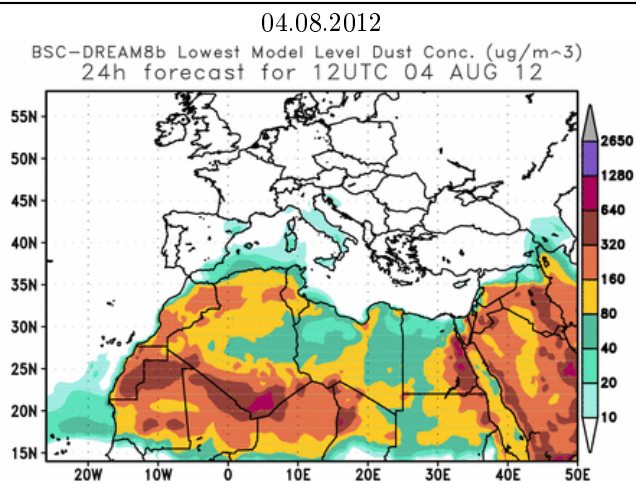 04.08.2012
BSC-DREAM8b Lowest Model Level Dust Conc. (ug/m^3)
24h forecast for 12UTC 04 AUG 12
55N
50N
45N
40N
35N
30N
25N
20N
15N
20W 10W 0 10E 20E 30E 40E 50E
2650
1280
640
320
160
80
40
20
10